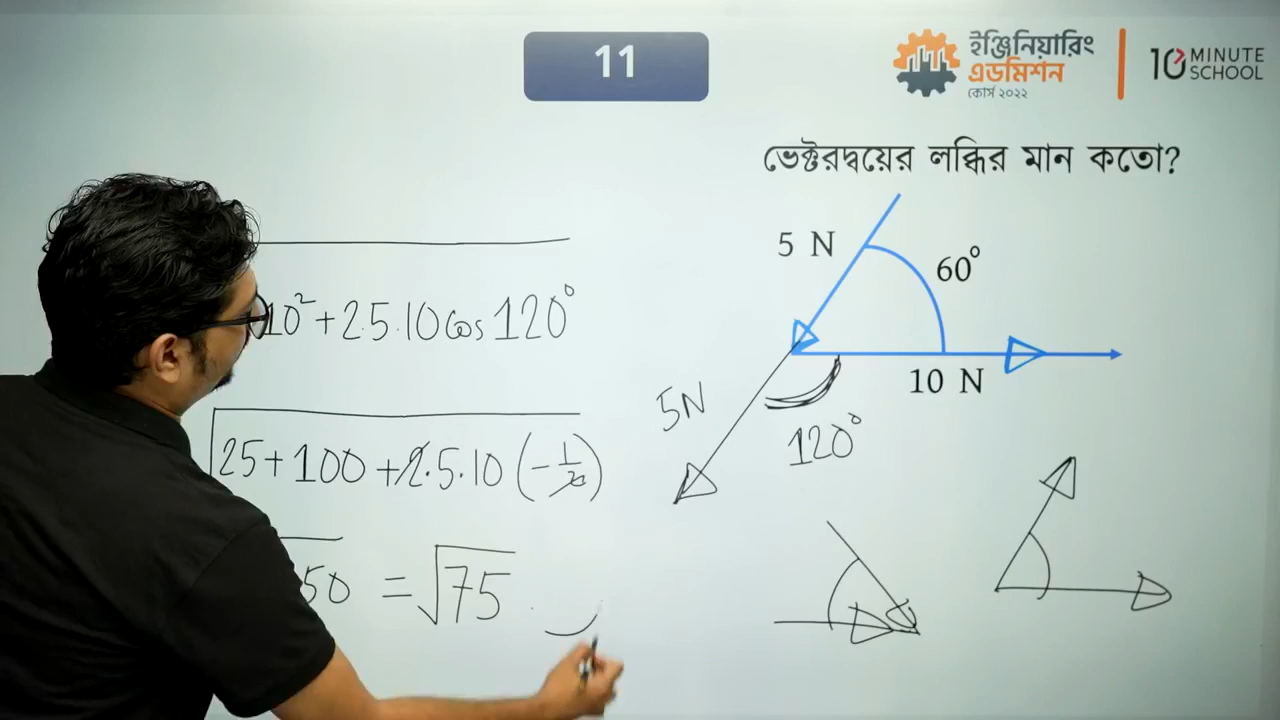 11
ইঞ্জিনিয়ারিং
এডমিশন
কোর্স ২০২২
10 MINUTE
SCHOOL
ভেক্টরদ্বয়ের লব্ধির মান কতো?
5 N
60°
10 N
5N
120°
10² + 2.5.10 cos 120°
√25 + 100 + 2.5.10 (-1/2)
50 = √75